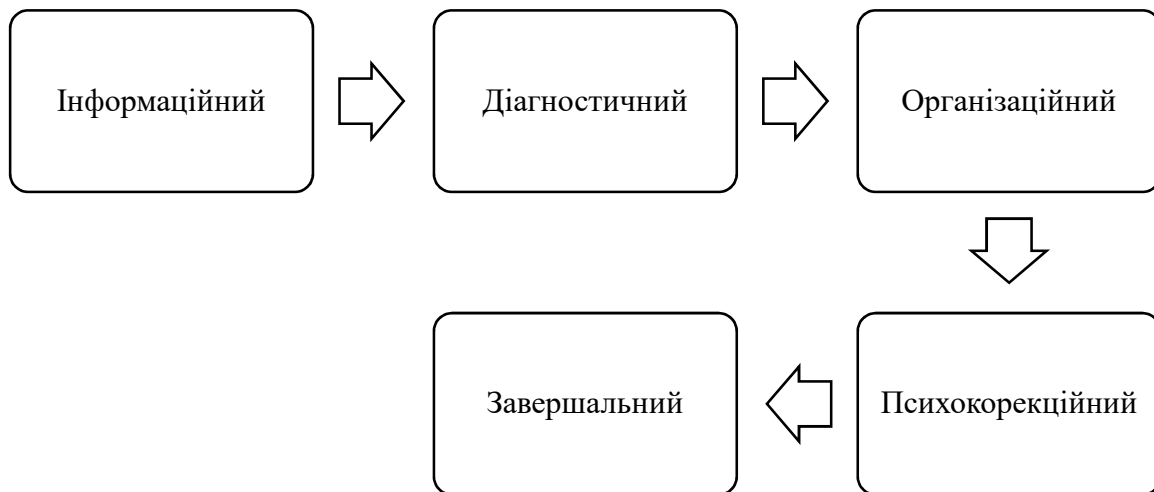 Інформаційний
Діагностичний
Організаційний
Психокорекційний
Завершальний